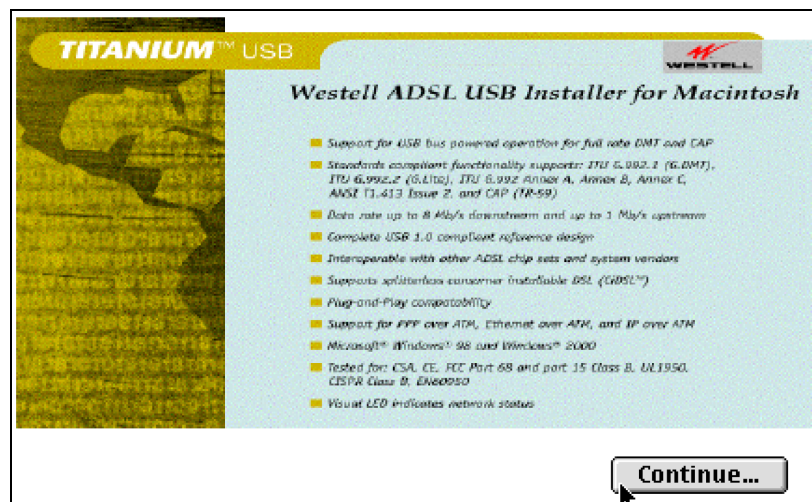 TITANIUM™ USB
WESTELL
Westell ADSL USB Installer for Macintosh
Support for USB bus powered operation for full rate DMT and CAP
Standards compliant functionality supports: ITU G.992.1 (G.DMT),
ITU G.992.2 (G.Lite), ITU G.992 Annex A, Annex B, Annex C,
ANSI T1.413 Issue 2, and CAP (TR-59)
Data rate up to 8 Mb/s downstream and up to 1 Mb/s upstream
Complete USB 1.0 compliant reference design
Interoperable with other ADSL chip sets and system vendors
Supports splitterless consumer installable DSL (CiDSL™)
Plug-and-Play compatability
Support for PPP over ATM, Ethernet over ATM, and IP over ATM
Microsoft® Windows® 98 and Windows® 2000
Tested for: CSA, CE, FCC Part 68 and part 15 Class B, UL1950,
CISPR Class B, EN60950
Visual LED indicates network status
Continue...